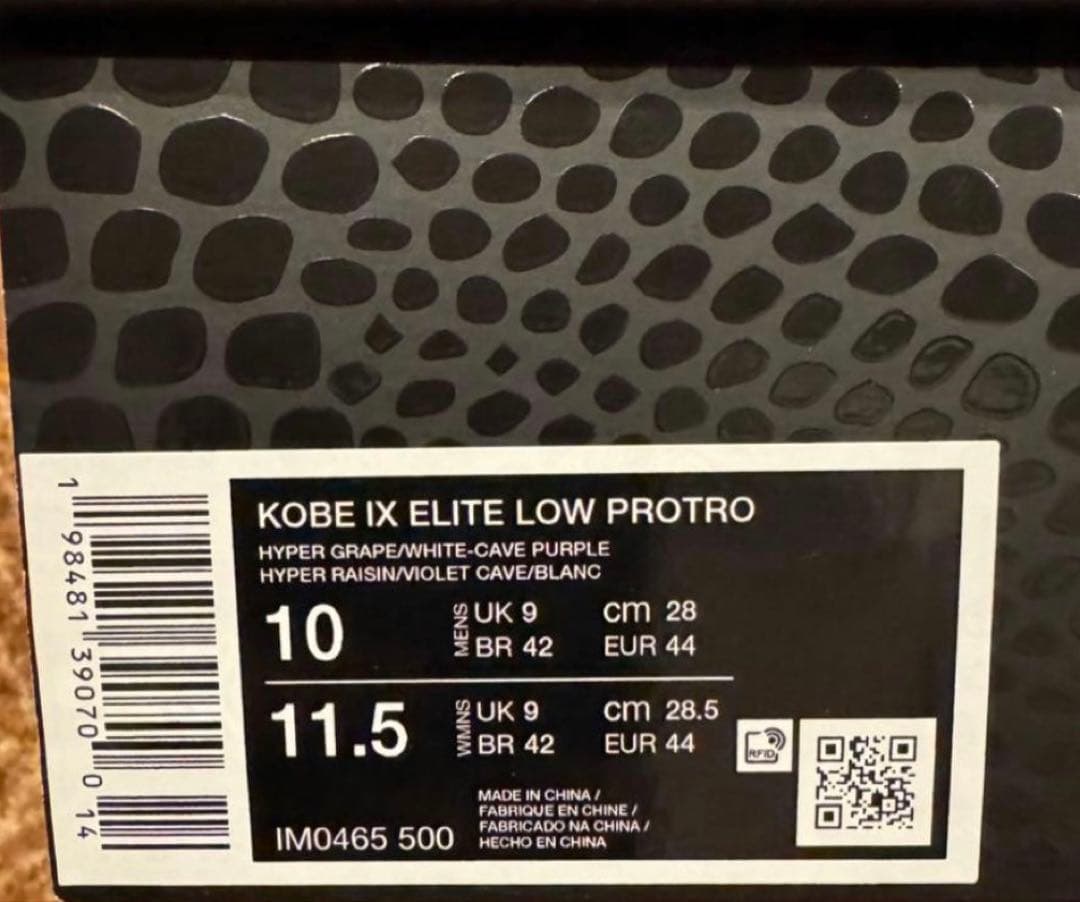 KOBE IX ELITE LOW PROTRO
HYPER GRAPE/WHITE-CAVE PURPLE
HYPER RAISIN/VIOLET CAVE/BLANC
10 MENS UK 9 cm 28
BR 42 EUR 44
11.5 WMNS UK 9 cm 28.5
BR 42 EUR 44
RFID
MADE IN CHINA /
FABRIQUE EN CHINE /
FABRICADO NA CHINA /
HECHO EN CHINA
IM0465 500
1 98481 39070 0 14